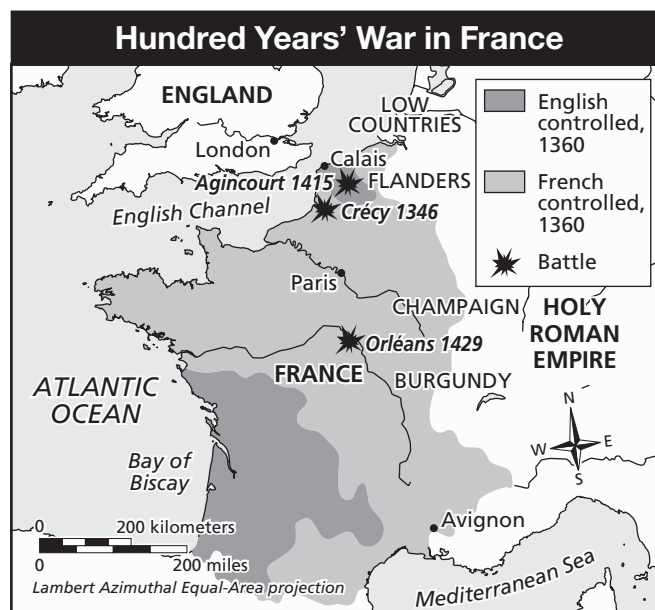 Hundred Years’ War in France
ENGLAND
LOW
COUNTRIES
London
Calais
Agincourt 1415
FLANDERS
English Channel
Crécy 1346
Paris
CHAMPAIGN
HOLY
ROMAN
EMPIRE
Orléans 1429
FRANCE
BURGUNDY
ATLANTIC
OCEAN
Bay of
Biscay
Avignon
Mediterranean Sea
English
controlled,
1360
French
controlled,
1360
Battle
N
W
E
S
0
200 kilometers
0
200 miles
Lambert Azimuthal Equal-Area projection